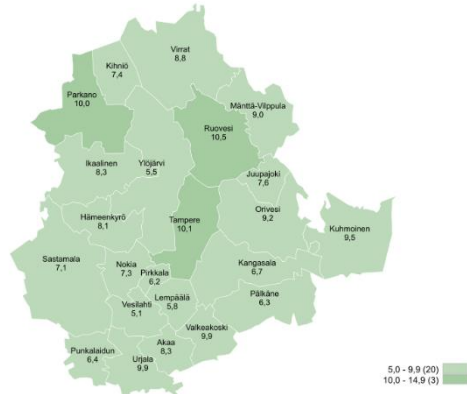 Virrat
8,8
Kihniö
7,4
Parkano
10,0
Mänttä-Vilppula
9,0
Ruovesi
10,5
Ikaalinen
8,3
Ylöjärvi
5,5
Juupajoki
7,6
Hämeenkyrö
8,1
Tampere
10,1
Orivesi
9,2
Kuhmoinen
9,5
Sastamala
7,1
Nokia
7,3
Pirkkala
6,2
Kangasala
6,7
Pälkäne
6,3
Vesilahti
5,1
Lempäälä
5,8
Valkeakoski
9,9
Punkalaidun
6,4
Urjala
9,9
Akaa
8,3
5,0 - 9,9 (20)
10,0 - 14,9 (3)